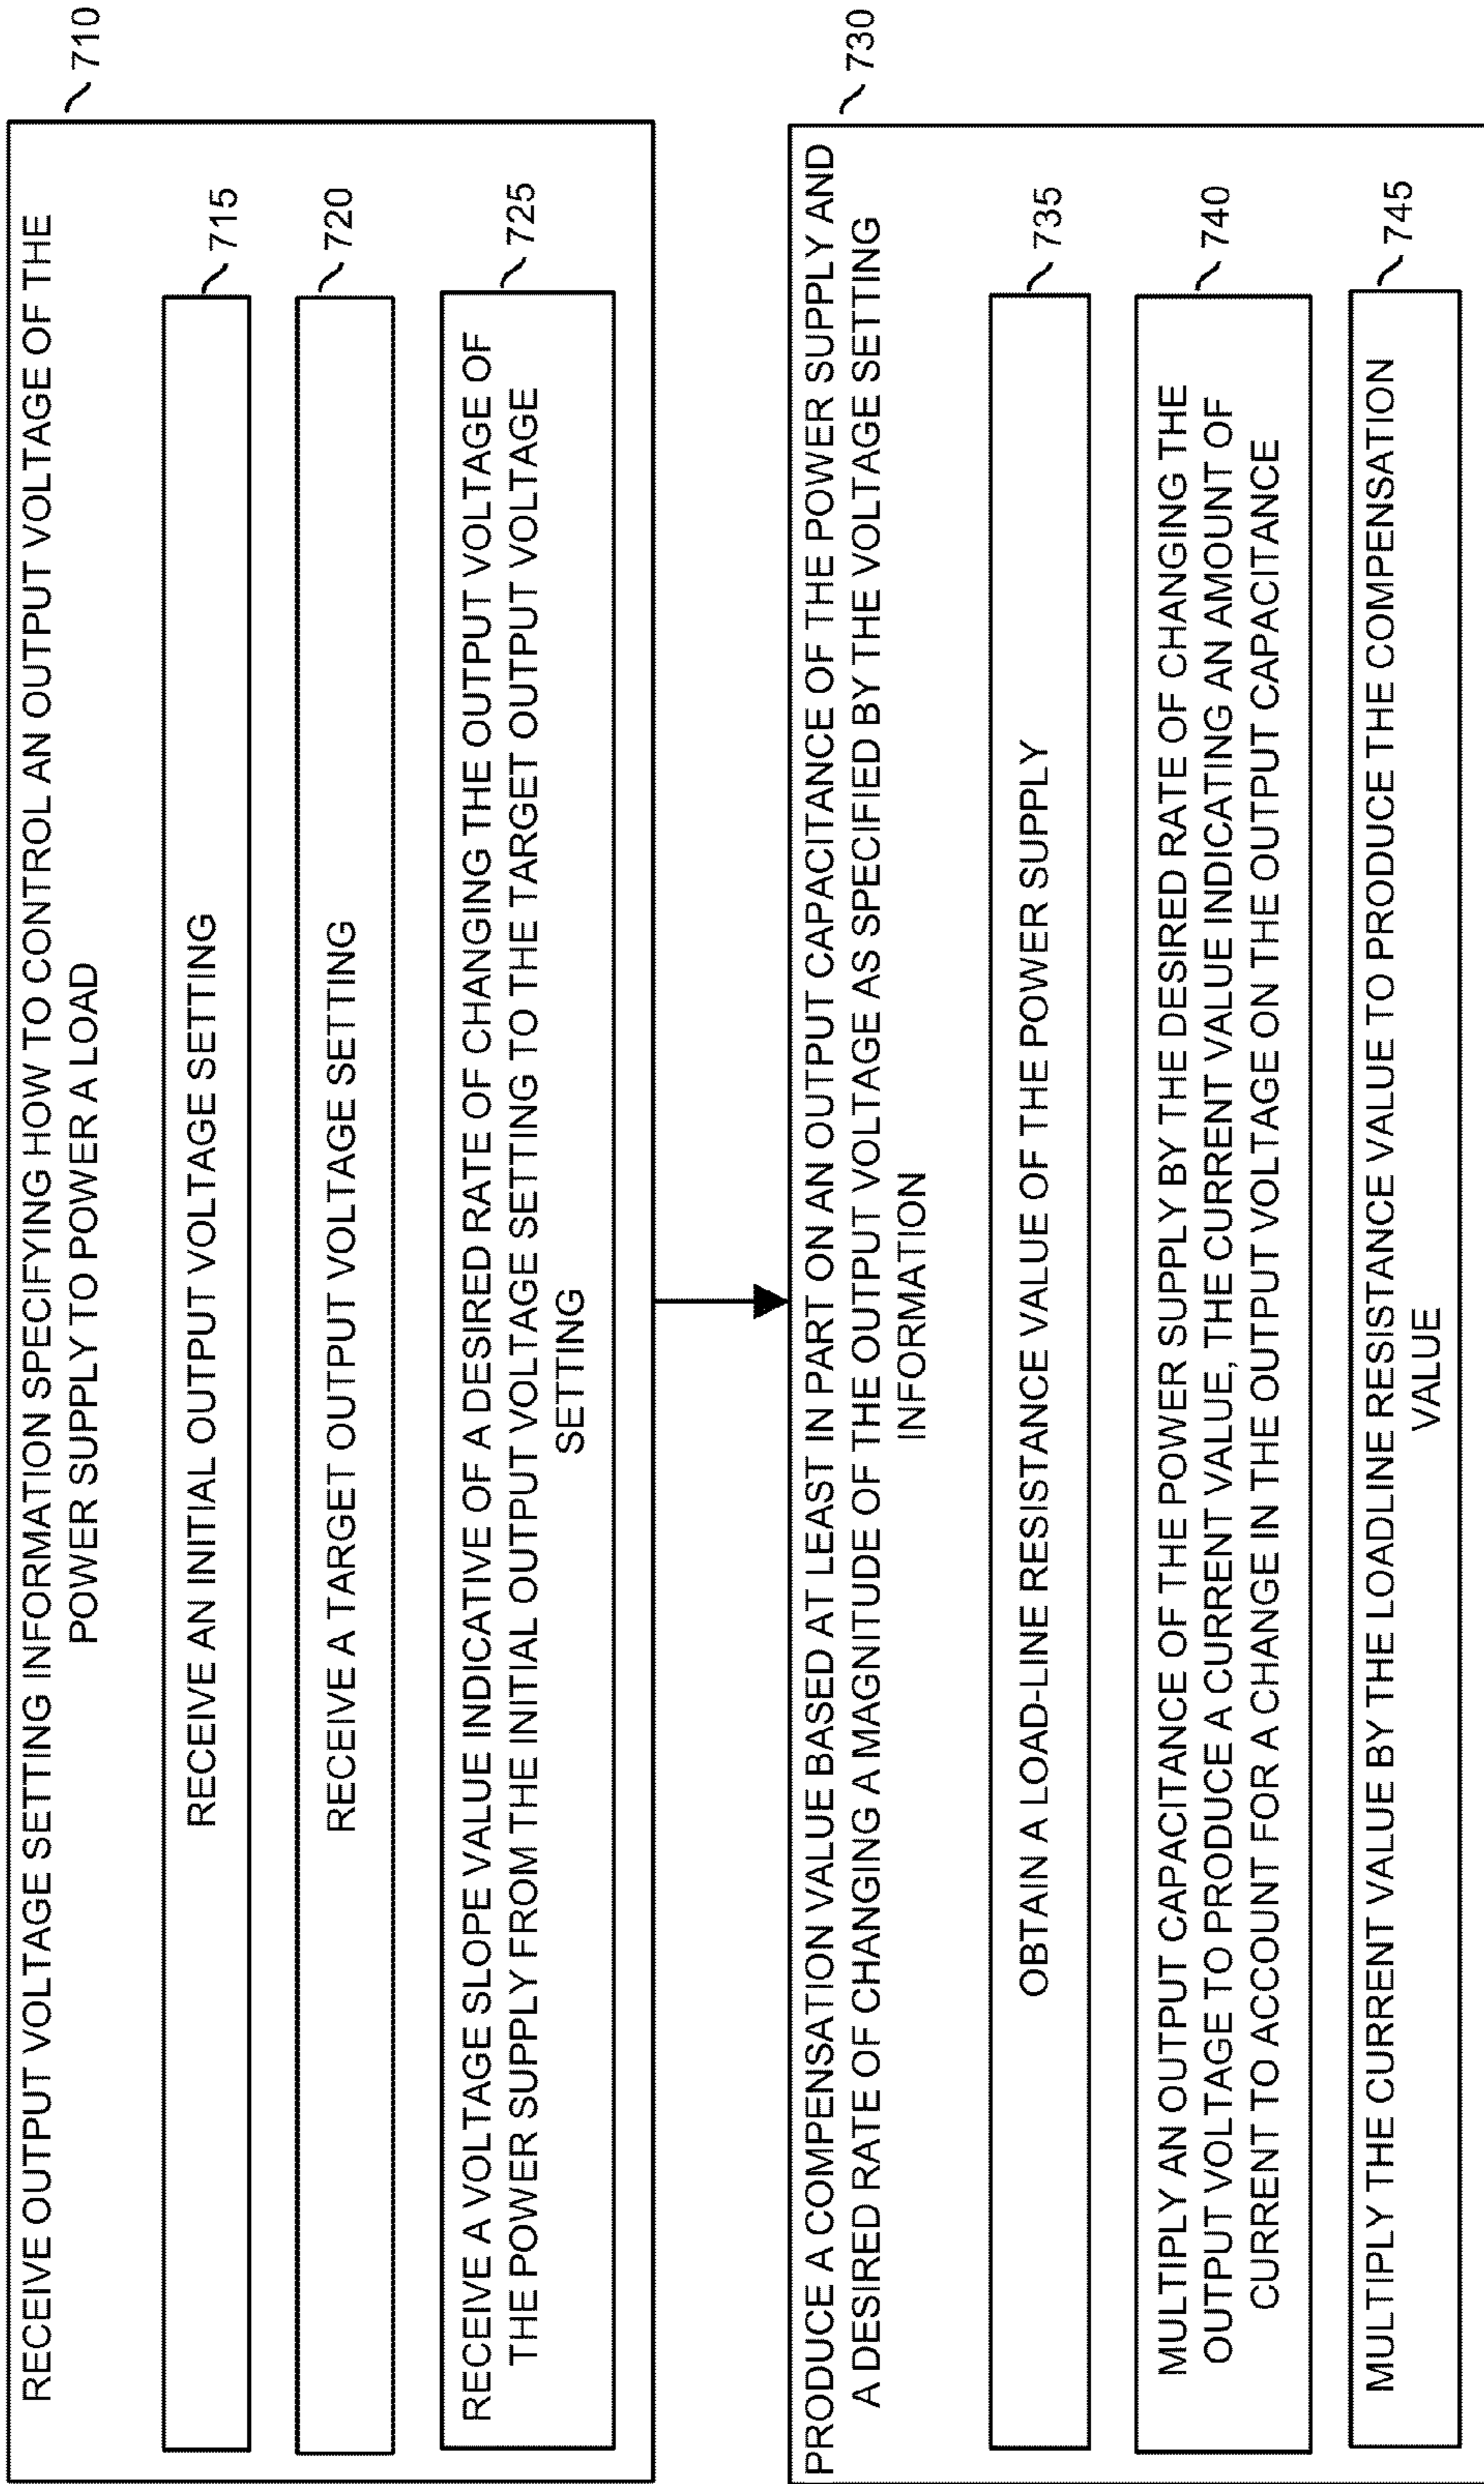 RECEIVE OUTPUT VOLTAGE SETTING INFORMATION SPECIFYING HOW TO CONTROL AN OUTPUT VOLTAGE OF THE
POWER SUPPLY TO POWER A LOAD
710
RECEIVE AN INITIAL OUTPUT VOLTAGE SETTING
715
RECEIVE A TARGET OUTPUT VOLTAGE SETTING
720
RECEIVE A VOLTAGE SLOPE VALUE INDICATIVE OF A DESIRED RATE OF CHANGING THE OUTPUT VOLTAGE OF
THE POWER SUPPLY FROM THE INITIAL OUTPUT VOLTAGE SETTING TO THE TARGET OUTPUT VOLTAGE
SETTING
725
PRODUCE A COMPENSATION VALUE BASED AT LEAST IN PART ON AN OUTPUT CAPACITANCE OF THE POWER SUPPLY AND
A DESIRED RATE OF CHANGING A MAGNITUDE OF THE OUTPUT VOLTAGE AS SPECIFIED BY THE VOLTAGE SETTING
INFORMATION
730
OBTAIN A LOAD-LINE RESISTANCE VALUE OF THE POWER SUPPLY
735
MULTIPLY AN OUTPUT CAPACITANCE OF THE POWER SUPPLY BY THE DESIRED RATE OF CHANGING THE
OUTPUT VOLTAGE TO PRODUCE A CURRENT VALUE, THE CURRENT VALUE INDICATING AN AMOUNT OF
CURRENT TO ACCOUNT FOR A CHANGE IN THE OUTPUT VOLTAGE ON THE OUTPUT CAPACITANCE
740
MULTIPLY THE CURRENT VALUE BY THE LOADLINE RESISTANCE VALUE TO PRODUCE THE COMPENSATION
VALUE
745